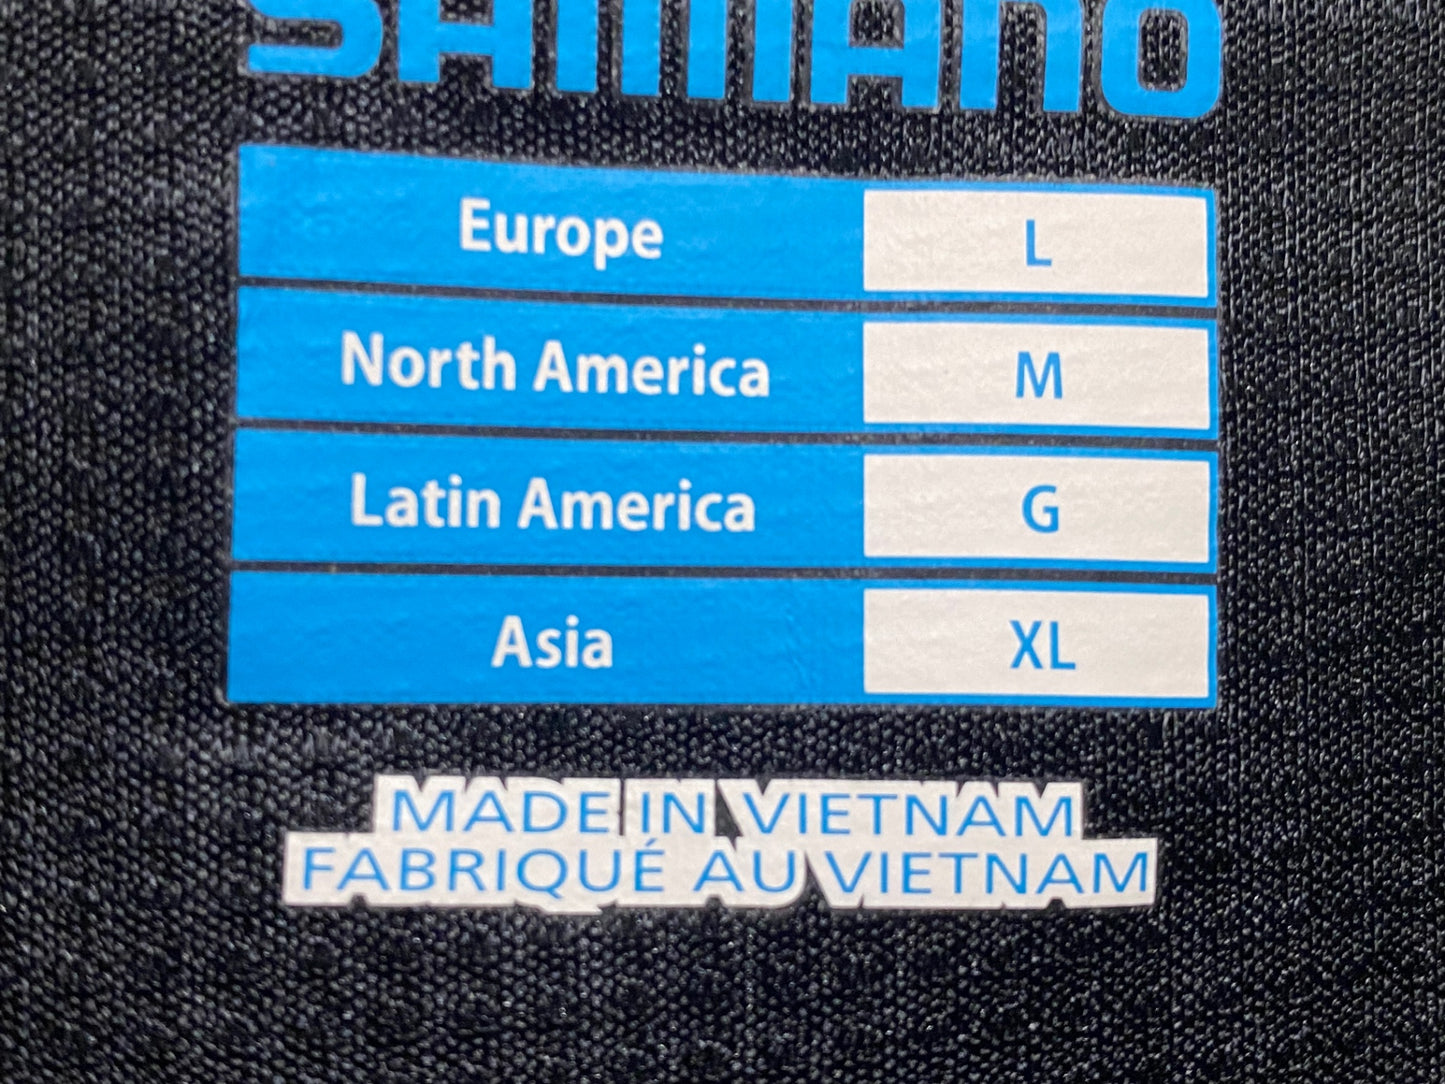 SHIMANO
Europe L
North America M
Latin America G
Asia XL
MADE IN VIETNAM
FABRIQUÉ AU VIETNAM